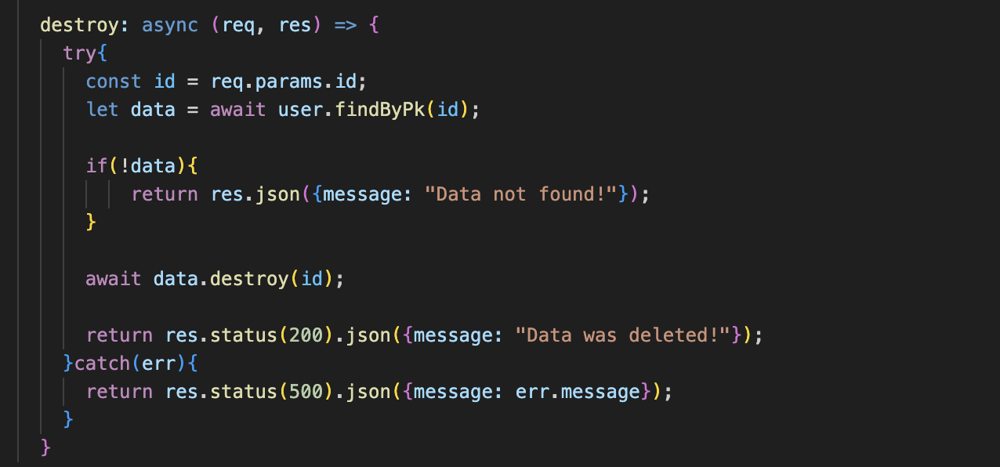 destroy: async (req, res) => {
try{
const id = req.params.id;
let data = await user.findByPk(id);
if(!data){
return res.json({message: "Data not found!"});
}
await data.destroy(id);
return res.status(200).json({message: "Data was deleted!"});
}catch(err){
return res.status(500).json({message: err.message});
}
}